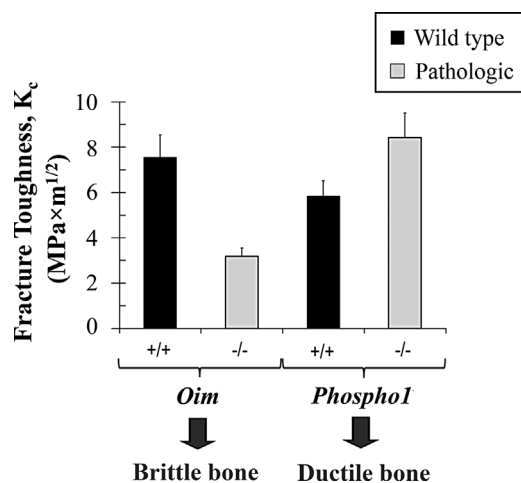 Wild type
Pathologic
Fracture Toughness, Kc
(MPa×m1/2)
10
8
6
4
2
0
+/+ -/- +/+ -/-
Oim Phospho1
Brittle bone Ductile bone